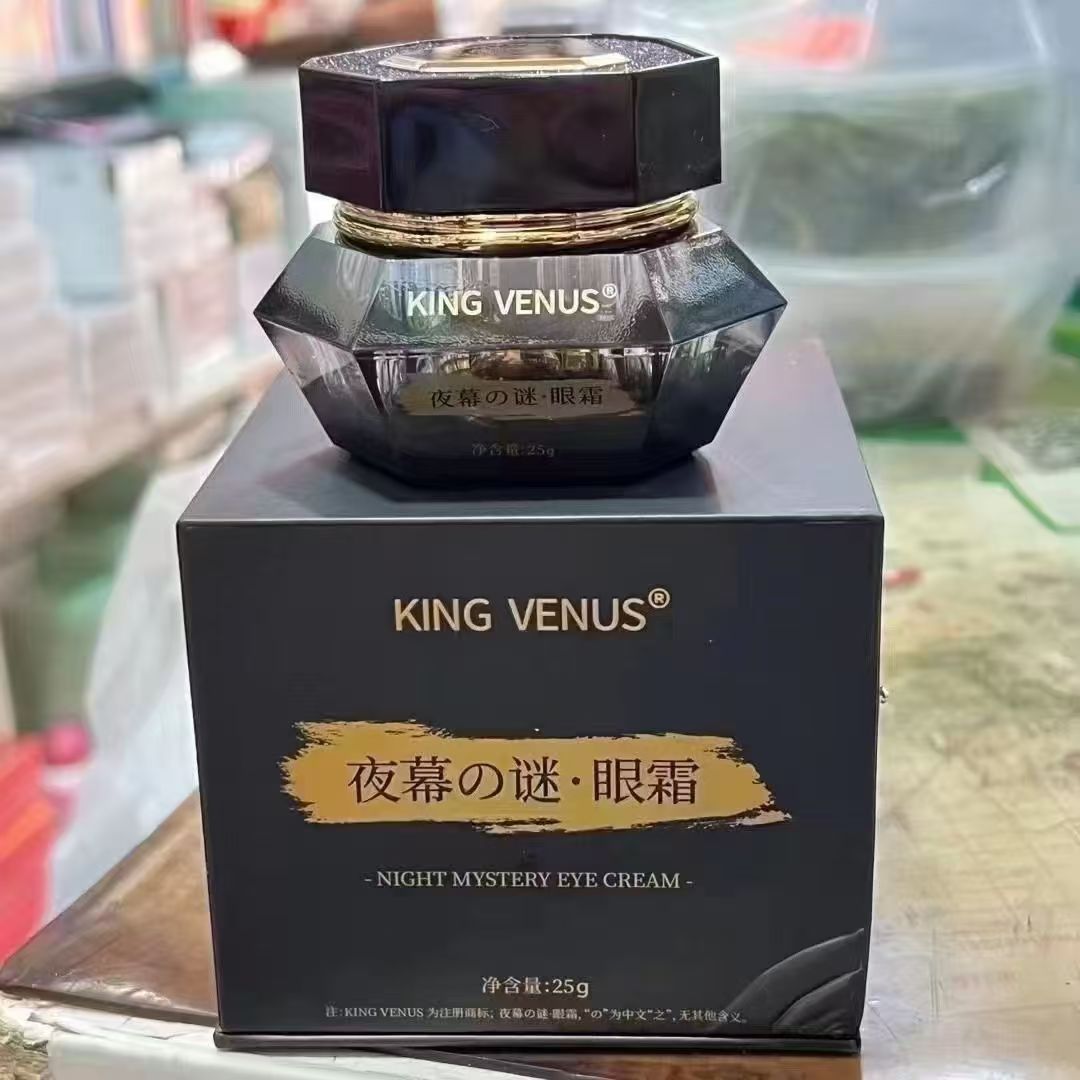 KING VENUS®
夜幕の谜·眼霜
净含量:25g
KING VENUS®
夜幕の谜·眼霜
- NIGHT MYSTERY EYE CREAM -
净含量:25g
注:KING VENUS 为注册商标; 夜幕の谜·眼霜,“の”为中文“之”,无其他含义。